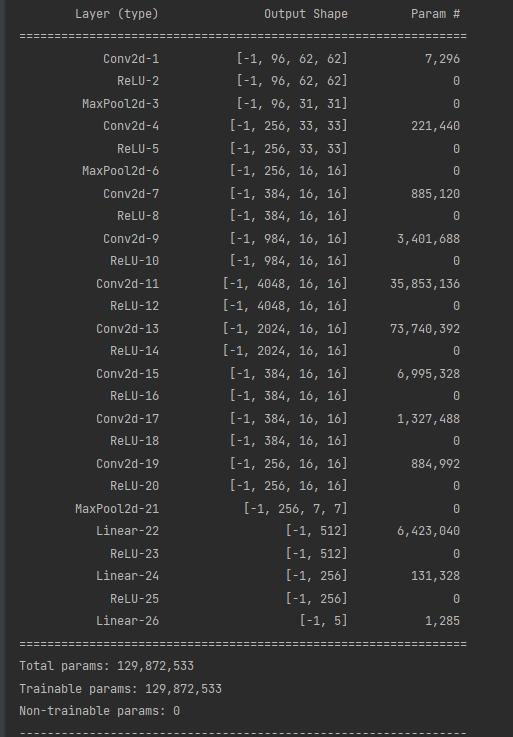 Layer (type) Output Shape Param #
================================================================
Conv2d-1 [-1, 96, 62, 62] 7,296
ReLU-2 [-1, 96, 62, 62] 0
MaxPool2d-3 [-1, 96, 31, 31] 0
Conv2d-4 [-1, 256, 33, 33] 221,440
ReLU-5 [-1, 256, 33, 33] 0
MaxPool2d-6 [-1, 256, 16, 16] 0
Conv2d-7 [-1, 384, 16, 16] 885,120
ReLU-8 [-1, 384, 16, 16] 0
Conv2d-9 [-1, 984, 16, 16] 3,401,688
ReLU-10 [-1, 984, 16, 16] 0
Conv2d-11 [-1, 4048, 16, 16] 35,853,136
ReLU-12 [-1, 4048, 16, 16] 0
Conv2d-13 [-1, 2024, 16, 16] 73,740,392
ReLU-14 [-1, 2024, 16, 16] 0
Conv2d-15 [-1, 384, 16, 16] 6,995,328
ReLU-16 [-1, 384, 16, 16] 0
Conv2d-17 [-1, 384, 16, 16] 1,327,488
ReLU-18 [-1, 384, 16, 16] 0
Conv2d-19 [-1, 256, 16, 16] 884,992
ReLU-20 [-1, 256, 16, 16] 0
MaxPool2d-21 [-1, 256, 7, 7] 0
Linear-22 [-1, 512] 6,423,040
ReLU-23 [-1, 512] 0
Linear-24 [-1, 256] 131,328
ReLU-25 [-1, 256] 0
Linear-26 [-1, 5] 1,285
================================================================
Total params: 129,872,533
Trainable params: 129,872,533
Non-trainable params: 0
----------------------------------------------------------------